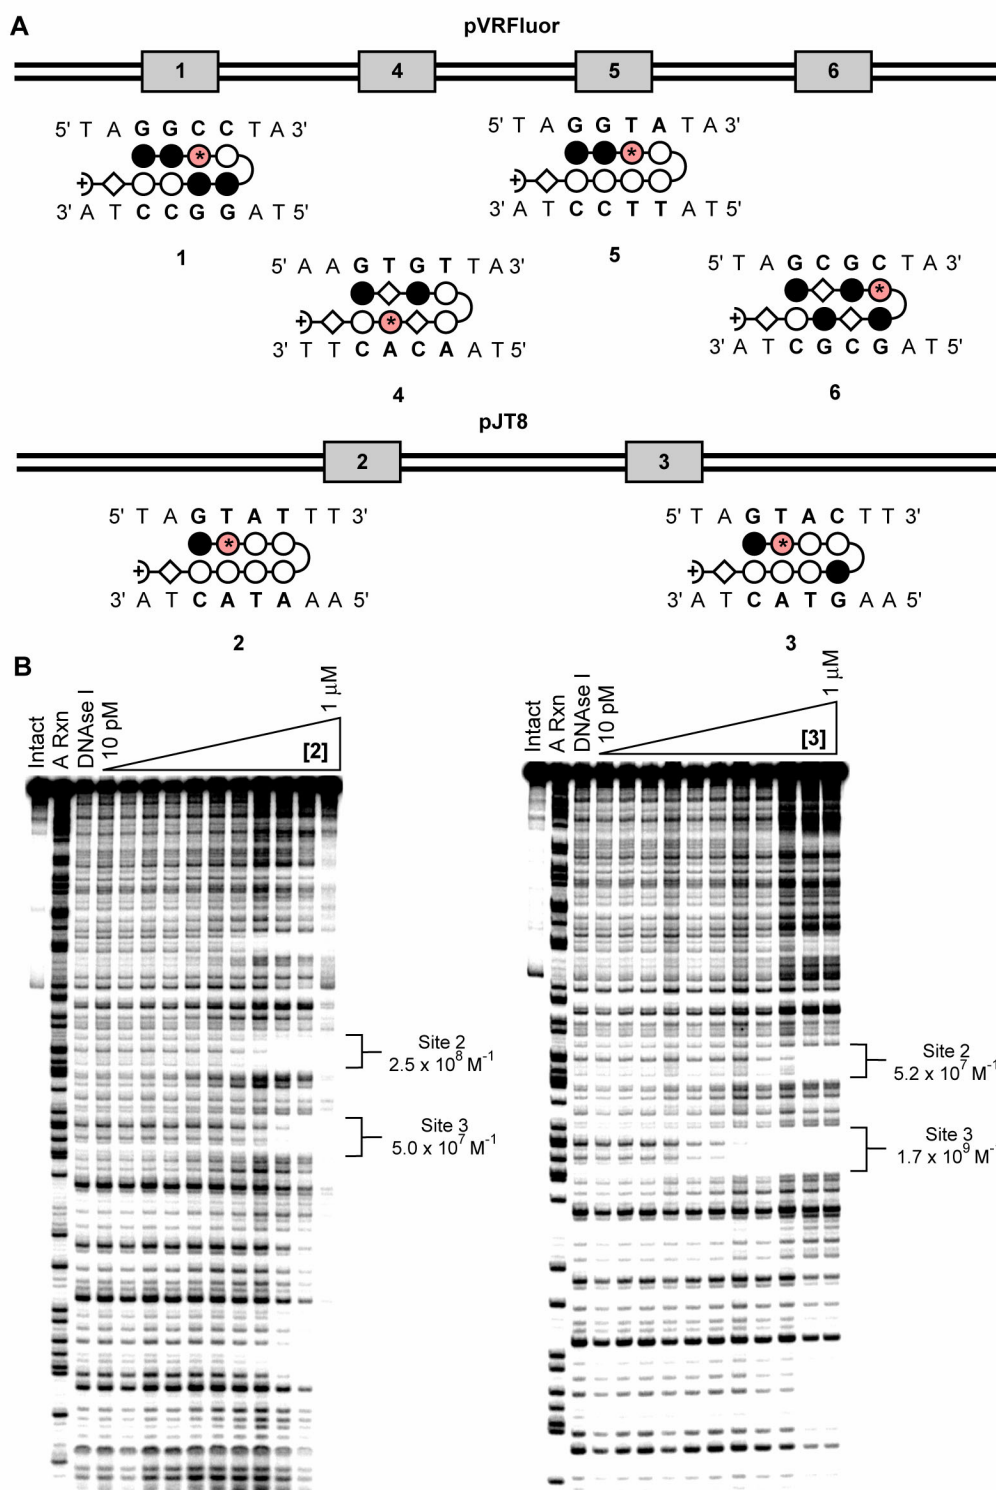 A
pVRFluor
1 4 5 6
5' T A G G C C T A 3'
*
+
3' A T C C G G A T 5'
1
5' T A G G T A T A 3'
*
+
3' A T C C T T A T 5'
5
5' A A G T G T T A 3'
+
*
3' T T C A C A A T 5'
4
5' T A G C G C T A 3'
*
+
3' A T C G C G A T 5'
6
pJT8
2 3
5' T A G T A T T T 3'
*
+
3' A T C A T A A A 5'
2
5' T A G T A C T T 3'
*
+
3' A T C A T G A A 5'
3
B
Intact
A Rxn
DNAse I
10 pM
1 μM
[2]
Site 2
2.5 x 10⁸ M⁻¹
Site 3
5.0 x 10⁷ M⁻¹
Intact
A Rxn
DNAse I
10 pM
1 μM
[3]
Site 2
5.2 x 10⁷ M⁻¹
Site 3
1.7 x 10⁹ M⁻